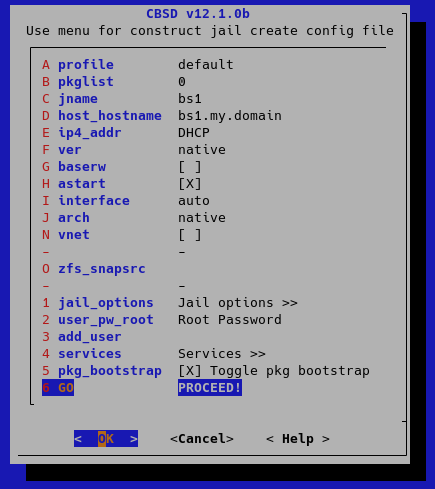 CBSD v12.1.0b
Use menu for construct jail create config file
A profile default
B pkglist 0
C jname bs1
D host_hostname bs1.my.domain
E ip4_addr DHCP
F ver native
G baserw [ ]
H astart [X]
I interface auto
J arch native
N vnet [ ]
- -
O zfs_snapsrc
- -
1 jail_options Jail options >>
2 user_pw_root Root Password
3 add_user
4 services Services >>
5 pkg_bootstrap [X] Toggle pkg bootstrap
6 GO PROCEED!
< OK > <Cancel> < Help >